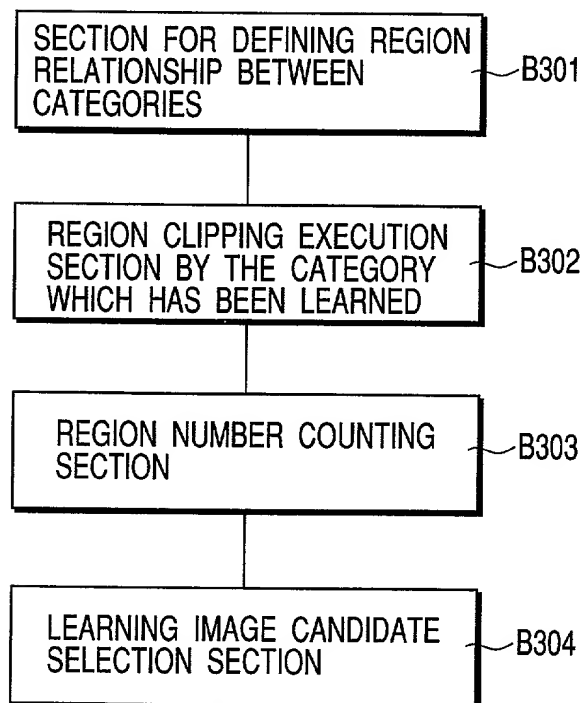 SECTION FOR DEFINING REGION
RELATIONSHIP BETWEEN
CATEGORIES
B301
REGION CLIPPING EXECUTION
SECTION BY THE CATEGORY
WHICH HAS BEEN LEARNED
B302
REGION NUMBER COUNTING
SECTION
B303
LEARNING IMAGE CANDIDATE
SELECTION SECTION
B304